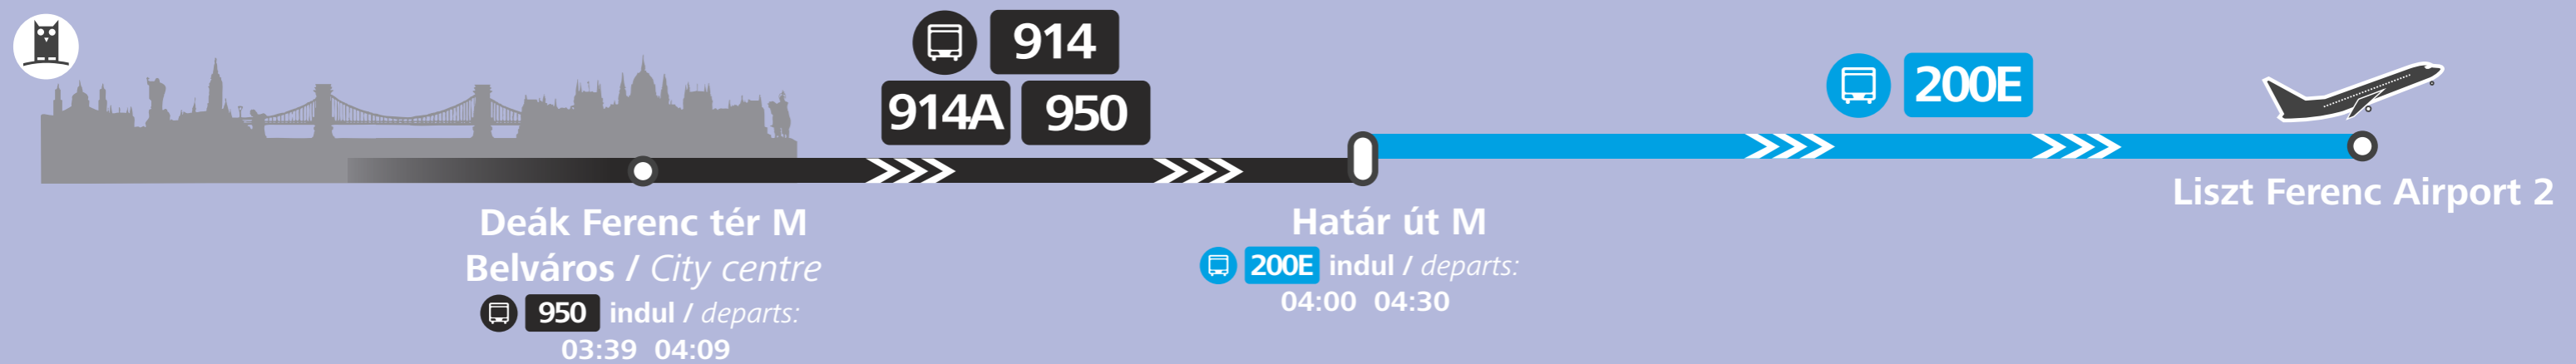 914
914A 950
200E
Deák Ferenc tér M
Belváros / City centre
950 indul / departs:
03:39 04:09
Határ út M
200E indul / departs:
04:00 04:30
Liszt Ferenc Airport 2